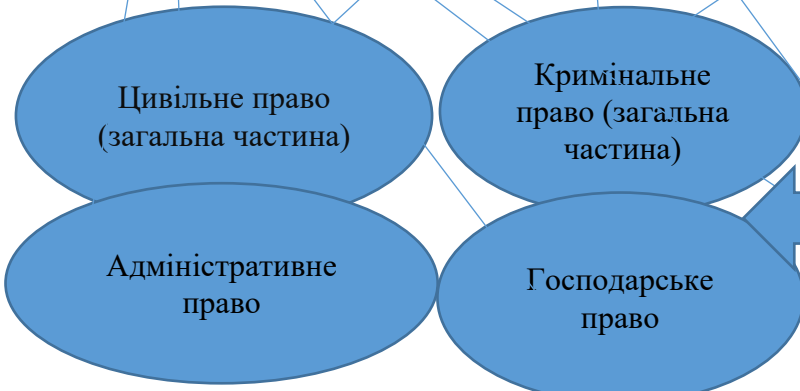 Цивільне право
(загальна частина)
Кримінальне
право (загальна
частина)
Адміністративне
право
Господарське
право